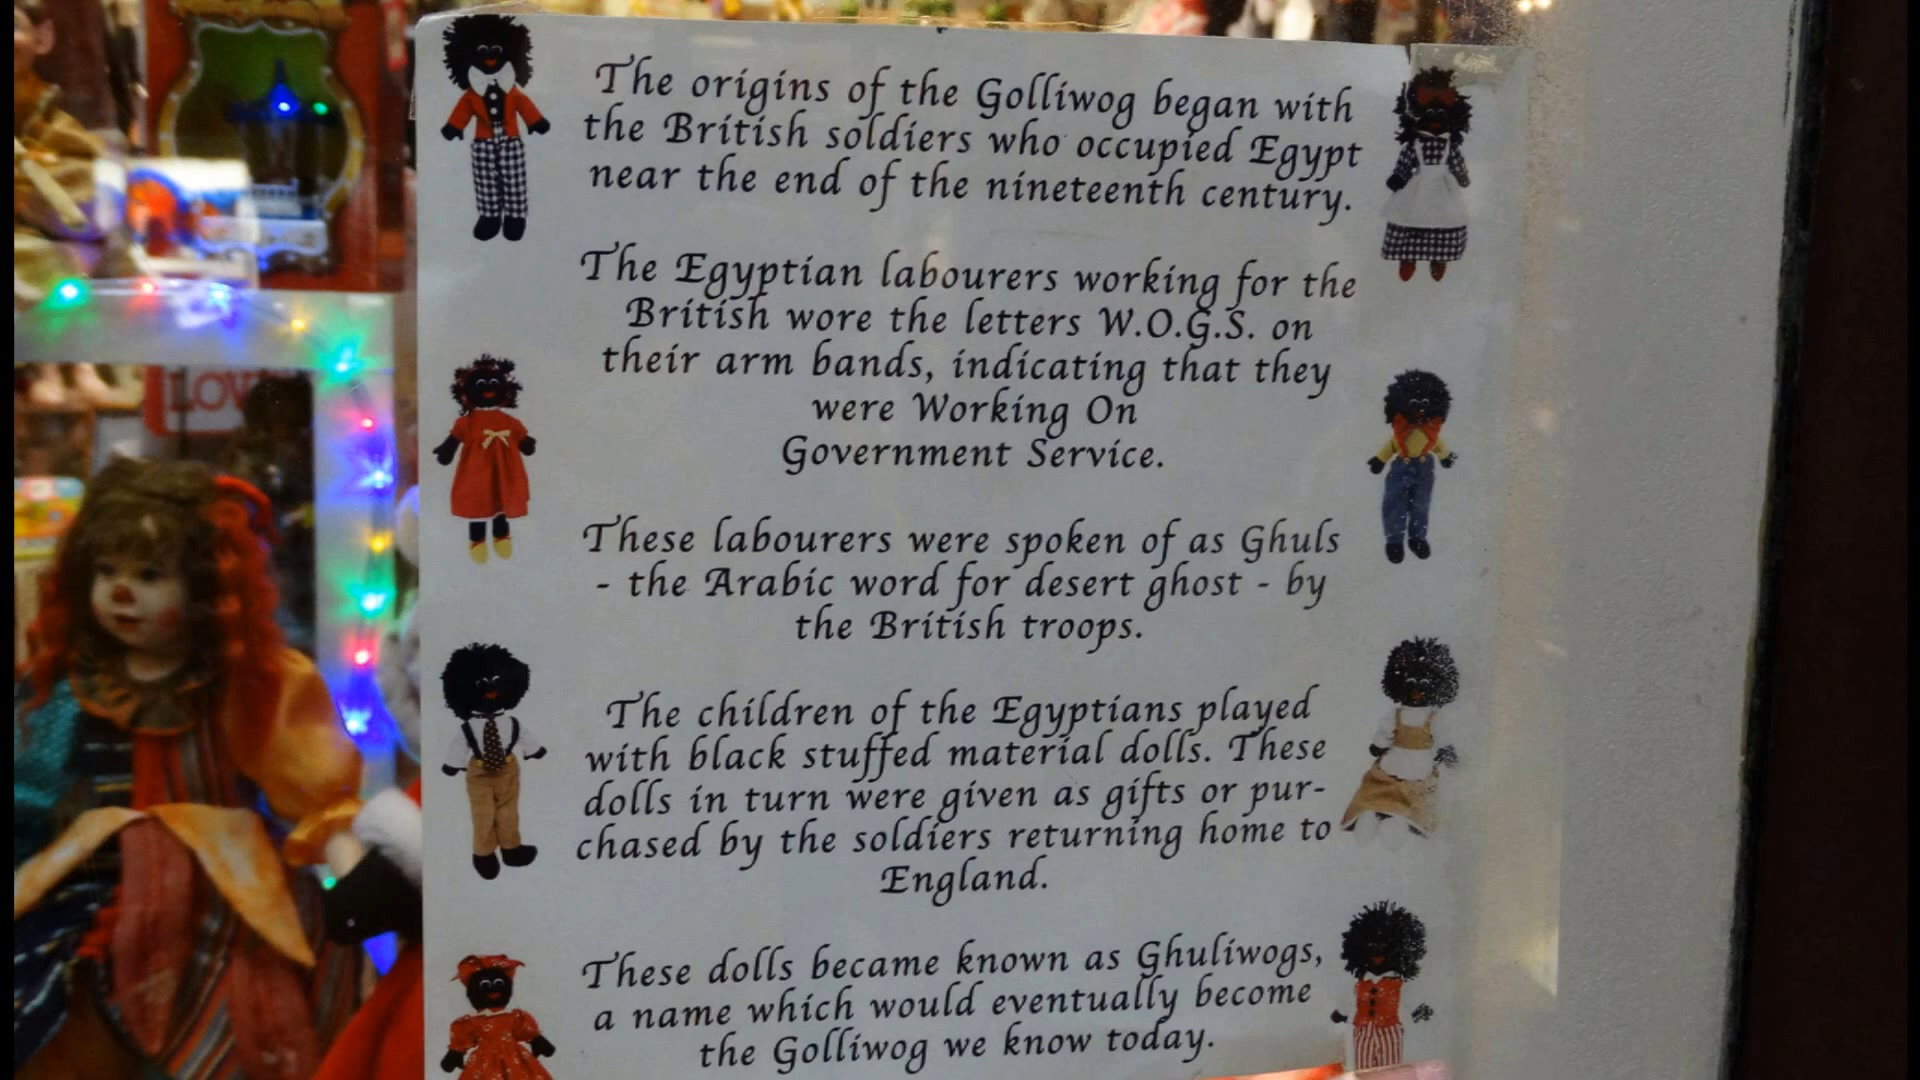 The origins of the Golliwog began with
the British soldiers who occupied Egypt
near the end of the nineteenth century.
The Egyptian labourers working for the
British wore the letters W.O.G.S. on
their arm bands, indicating that they
were Working On
Government Service.
These labourers were spoken of as Ghuls
- the Arabic word for desert ghost - by
the British troops.
The children of the Egyptians played
with black stuffed material dolls. These
dolls in turn were given as gifts or pur-
chased by the soldiers returning home to
England.
These dolls became known as Ghuliwogs,
a name which would eventually become
the Golliwog we know today.